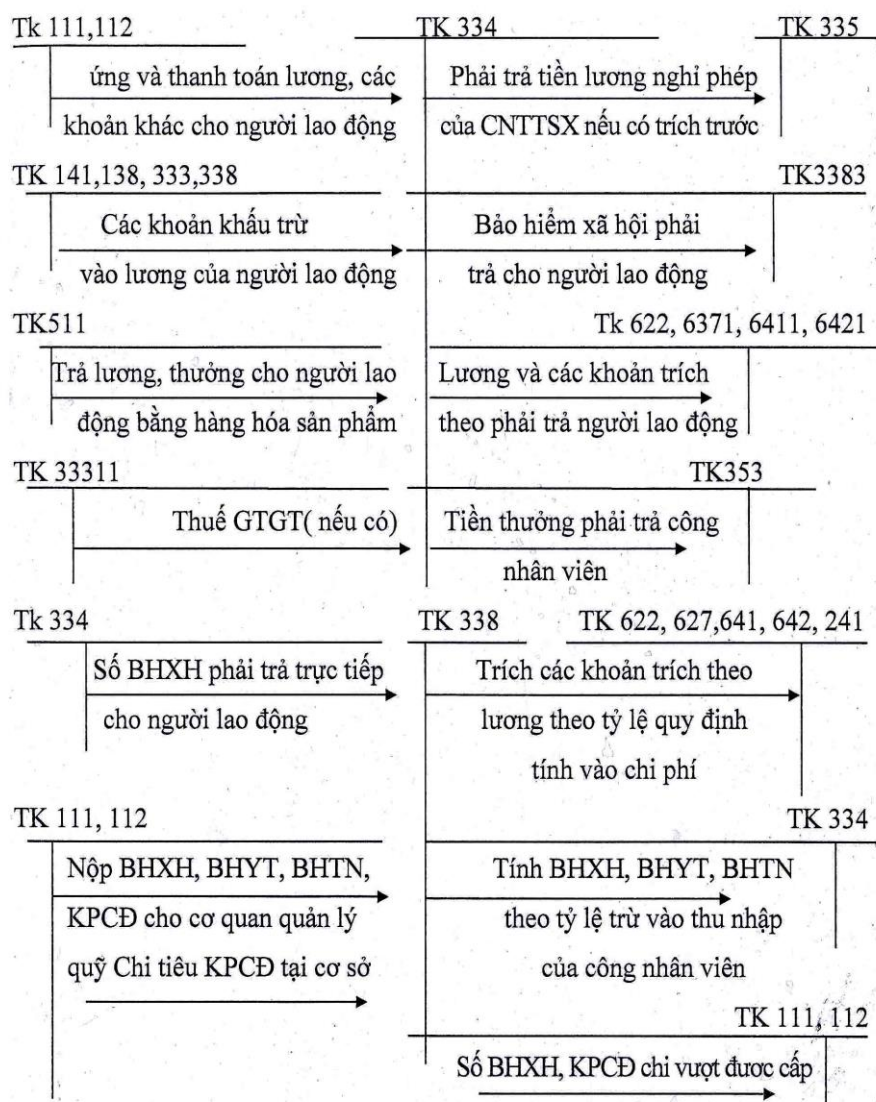 Tk 111,112 TK 334 TK 335
ứng và thanh toán lương, các Phải trả tiền lương nghỉ phép
khoản khác cho người lao động của CNTTSX nếu có trích trước
TK 141,138, 333,338 TK3383
Các khoản khấu trừ Bảo hiểm xã hội phải
vào lương của người lao động trả cho người lao động
TK511 Tk 622, 6371, 6411, 6421
Trả lương, thưởng cho người lao Lương và các khoản trích
động bằng hàng hóa sản phẩm theo phải trả người lao động
TK 33311 TK353
Thuế GTGT( nếu có) Tiền thưởng phải trả công
nhân viên
Tk 334 TK 338 TK 622, 627,641, 642, 241
Số BHXH phải trả trực tiếp Trích các khoản trích theo
cho người lao động lương theo tỷ lệ quy định
tính vào chi phí
TK 111, 112 TK 334
Nộp BHXH, BHYT, BHTN, Tính BHXH, BHYT, BHTN
KPCĐ cho cơ quan quản lý theo tỷ lệ trừ vào thu nhập
quỹ Chi tiêu KPCĐ tại cơ sở của công nhân viên
TK 111, 112
Số BHXH, KPCĐ chi vượt đươc cấp